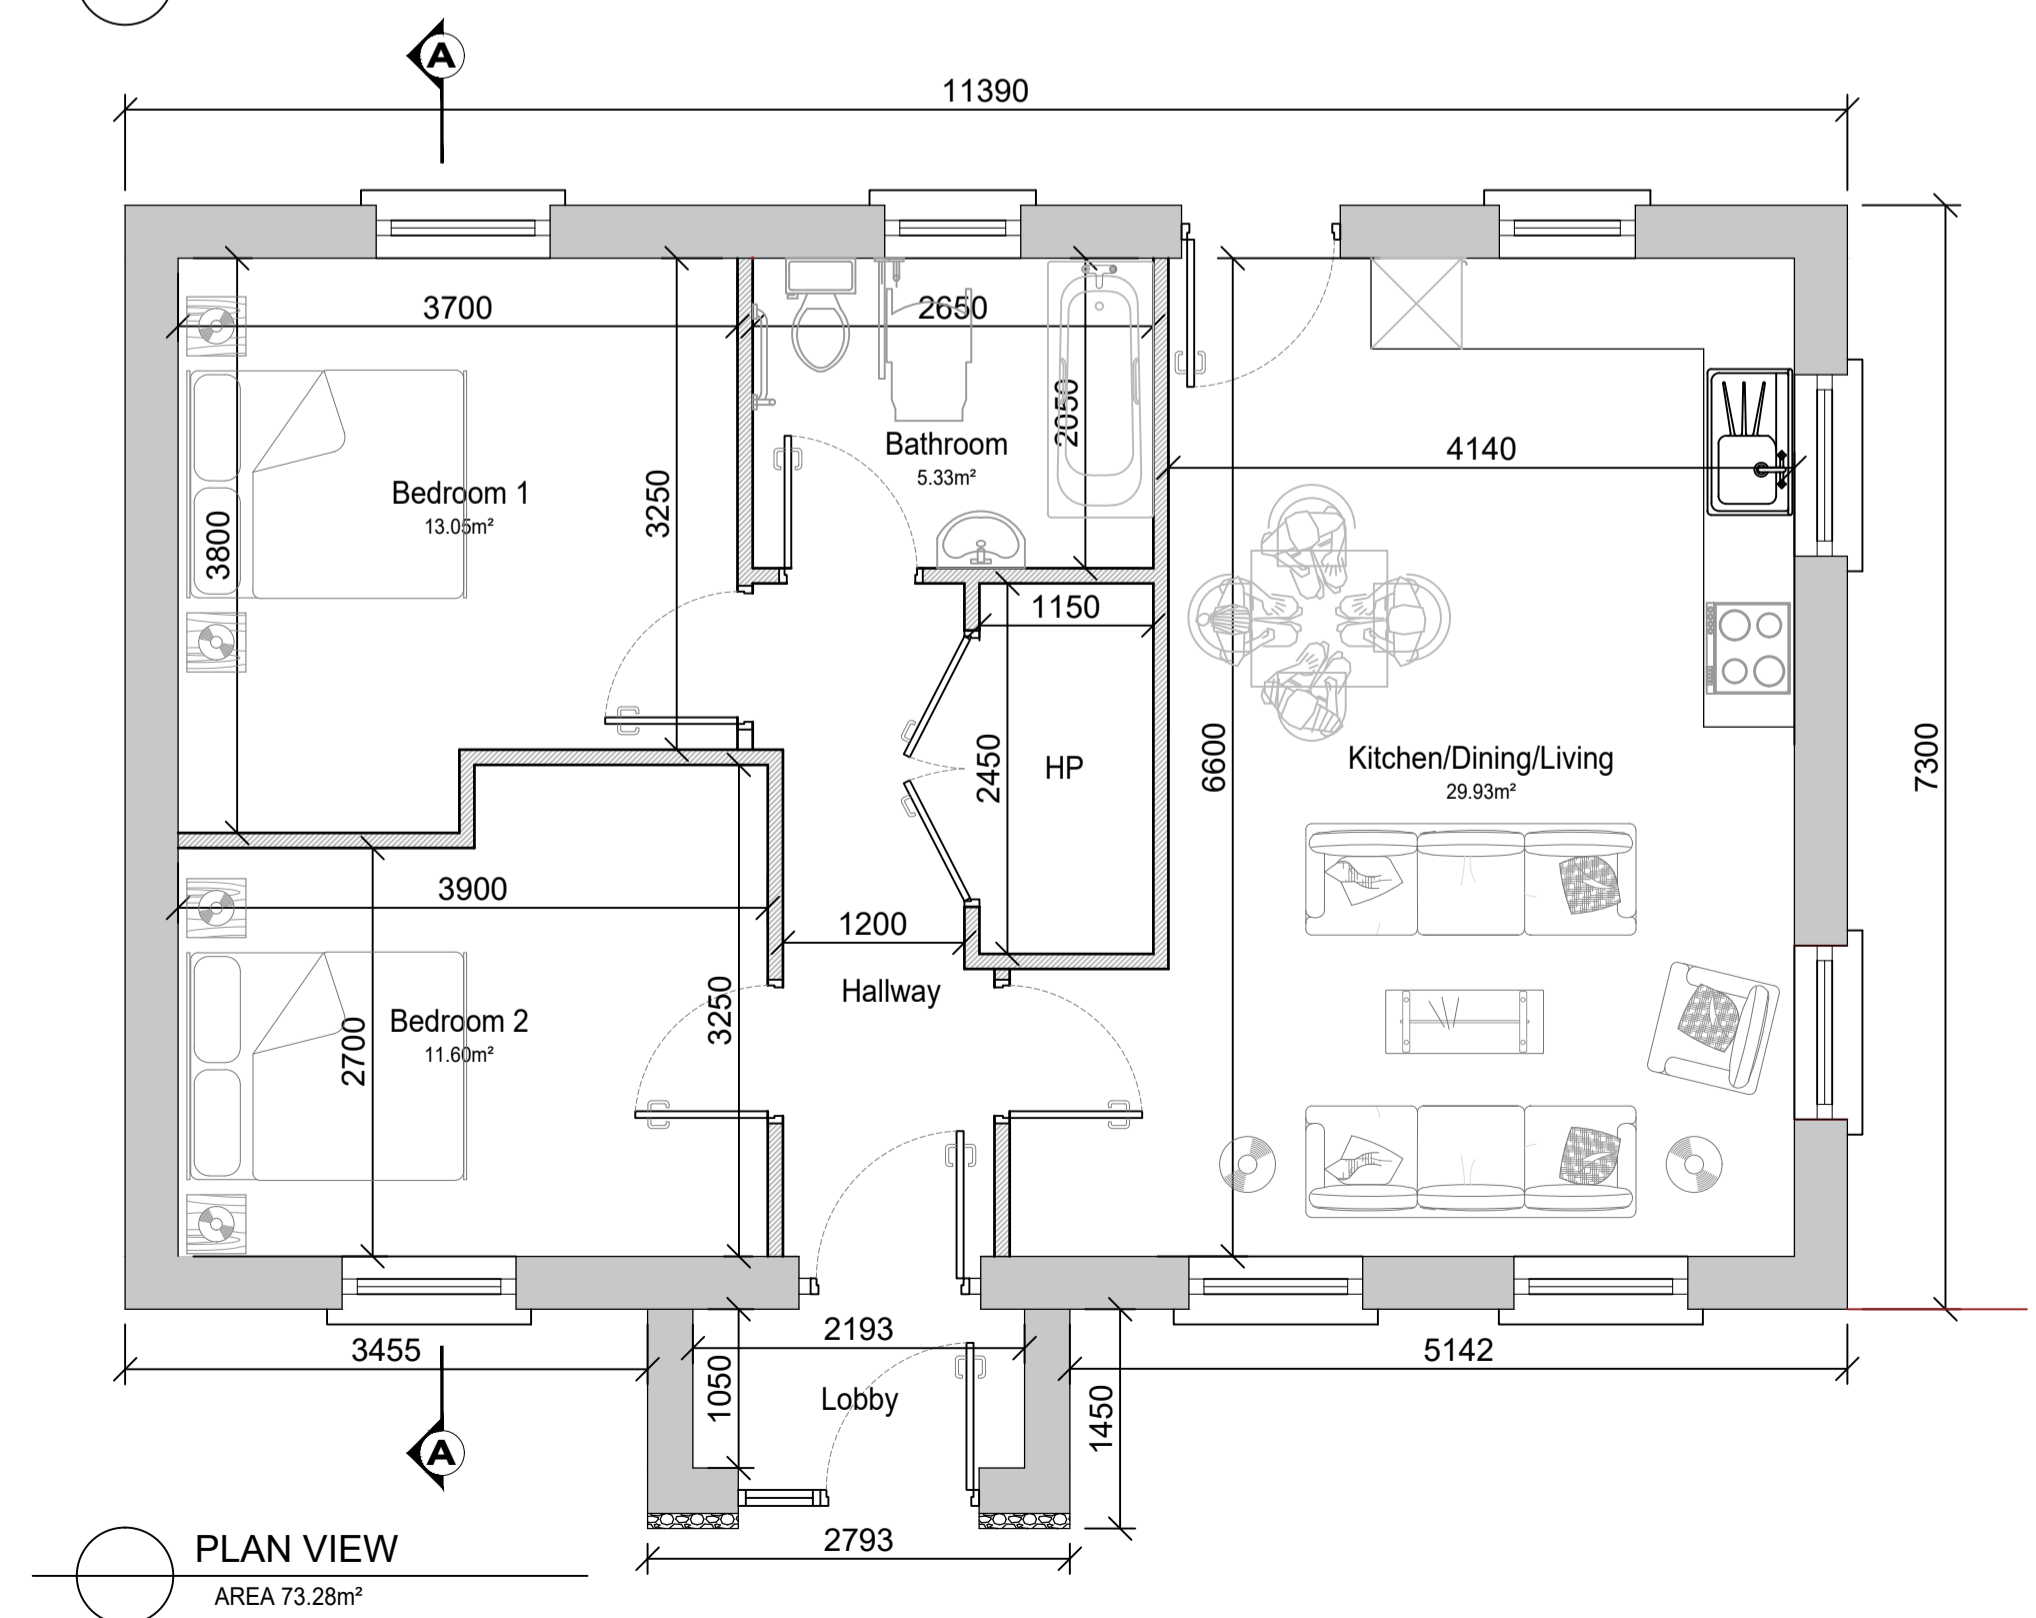 A
11390
3700
2650
2050
Bathroom
5.33m²
4140
Bedroom 1
13.05m²
3250
3800
1150
2450
HP
6600
Kitchen/Dining/Living
29.93m²
7300
3900
1200
Hallway
3250
Bedroom 2
11.60m²
2700
3455
2193
5142
1050
Lobby
1450
A
2793
PLAN VIEW
AREA 73.28m²